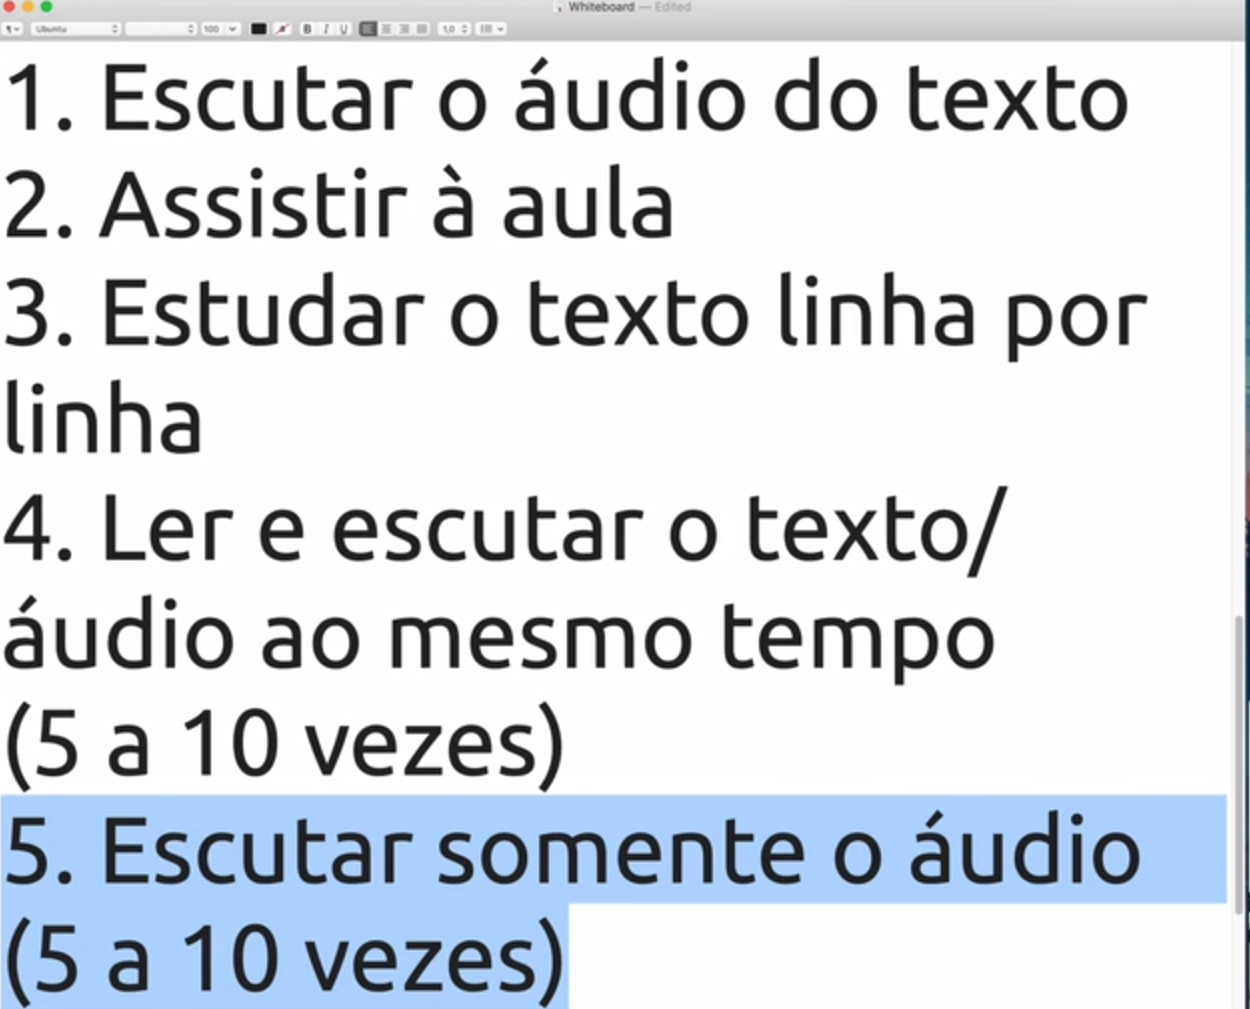 Whiteboard — Edited
Ubuntu 100 B I U 1,0
1. Escutar o áudio do texto
2. Assistir à aula
3. Estudar o texto linha por
linha
4. Ler e escutar o texto/
áudio ao mesmo tempo
(5 a 10 vezes)
5. Escutar somente o áudio
(5 a 10 vezes)